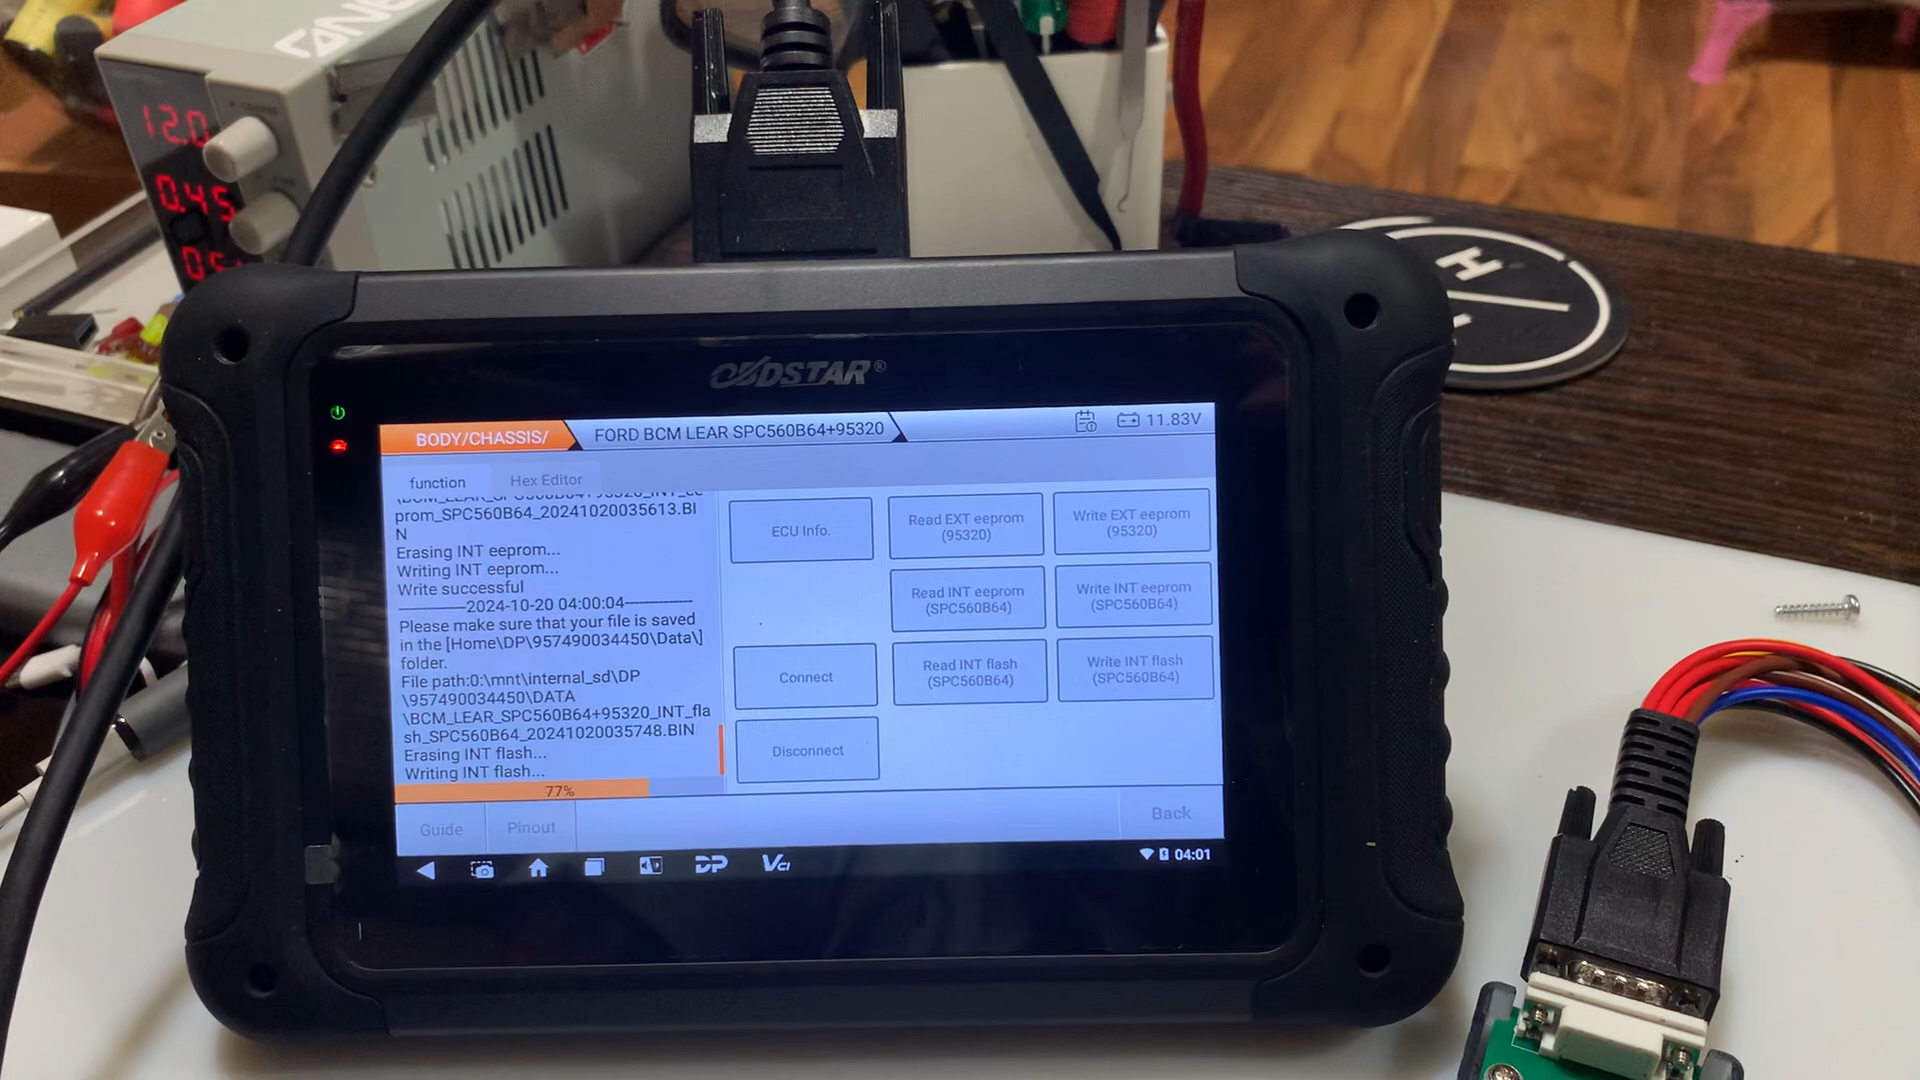 12.0
0.45
OBDSTAR®
BODY/CHASSIS/
FORD BCM LEAR SPC560B64+95320
11.83V
function
Hex Editor
prom_SPC560B64_20241020035613.BI
N
Erasing INT eeprom...
Writing INT eeprom...
Write successful
--------------2024-10-20 04:00:04--------------
Please make sure that your file is saved
in the [Home\DP\957490034450\Data\]
folder.
File path:0:\mnt\internal_sd\DP
\957490034450\DATA
\BCM_LEAR_SPC560B64+95320_INT_fla
sh_SPC560B64_20241020035748.BIN
Erasing INT flash...
Writing INT flash...
77%
ECU Info.
Read EXT eeprom
(95320)
Write EXT eeprom
(95320)
Read INT eeprom
(SPC560B64)
Write INT eeprom
(SPC560B64)
Connect
Read INT flash
(SPC560B64)
Write INT flash
(SPC560B64)
Disconnect
Guide
Pinout
Back
DP
VCI
04:01
H